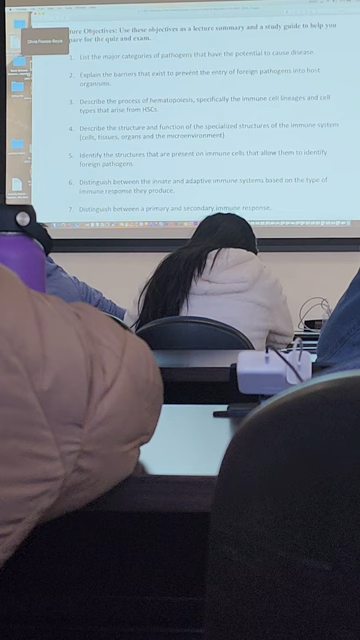 ture Objectives: Use these objectives as a lecture summary and a study guide to help you
pare for the quiz and exam.
1. List the major categories of pathogens that have the potential to cause disease.
2. Explain the barriers that exist to prevent the entry of foreign pathogens into host
organisms.
3. Describe the process of hematopoiesis, specifically the immune cell lineages and cell
types that arise from HSCs.
4. Describe the structure and function of the specialized structures of the immune system
(cells, tissues, organs and the microenvironment)
5. Identify the structures that are present on immune cells that allow them to identify
foreign pathogens.
6. Distinguish between the innate and adaptive immune systems based on the type of
immune response they produce.
7. Distinguish between a primary and secondary immune response.